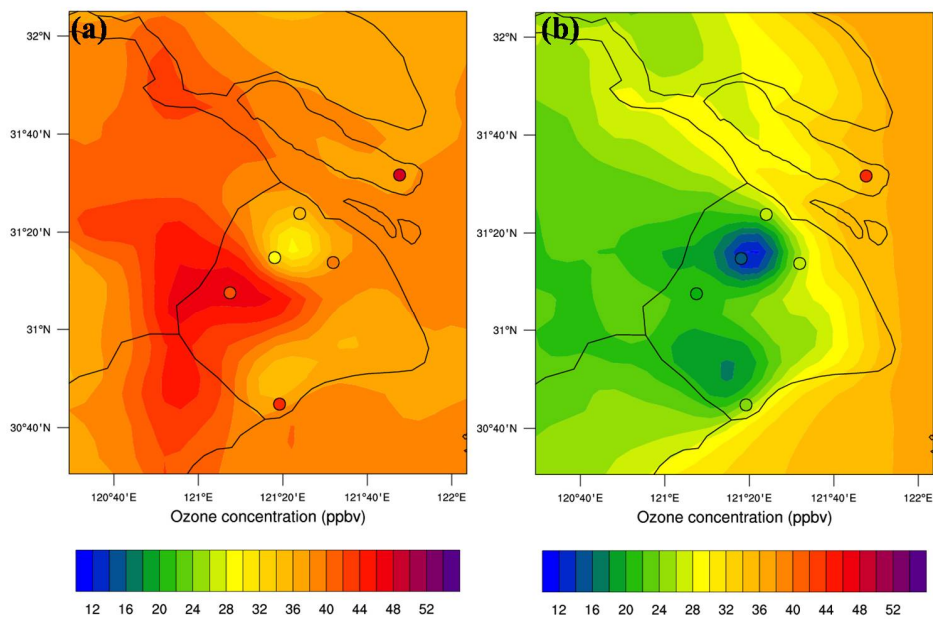 (a) (b)
32°N 32°N
31°40'N 31°40'N
31°20'N 31°20'N
31°N 31°N
30°40'N 30°40'N
120°40'E 121°E 121°20'E 121°40'E 122°E 120°40'E 121°E 121°20'E 121°40'E 122°E
Ozone concentration (ppbv) Ozone concentration (ppbv)
12 16 20 24 28 32 36 40 44 48 52 12 16 20 24 28 32 36 40 44 48 52